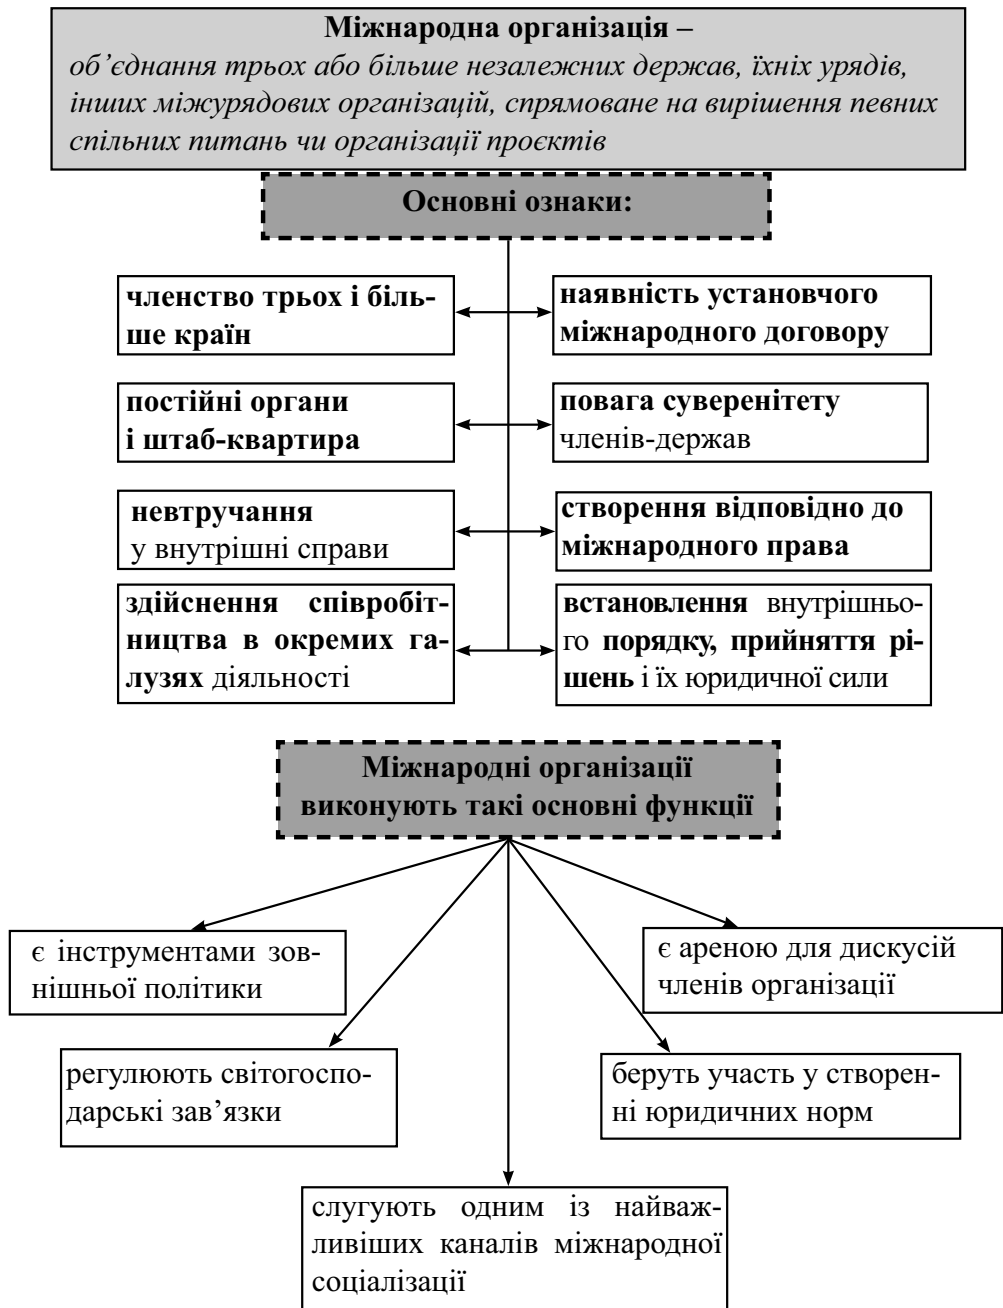 Міжнародна організація –
об’єднання трьох або більше незалежних держав, їхніх урядів,
інших міжурядових організацій, спрямоване на вирішення певних
спільних питань чи організації проєктів
Основні ознаки:
членство трьох і біль-
ше країн
наявність установчого
міжнародного договору
постійні органи
і штаб-квартира
повага суверенітету
членів-держав
невтручання
у внутрішні справи
створення відповідно до
міжнародного права
здійснення співробіт-
ництва в окремих га-
лузях діяльності
встановлення внутрішньо-
го порядку, прийняття рі-
шень і їх юридичної сили
Міжнародні організації
виконують такі основні функції
є інструментами зов-
нішньої політики
є ареною для дискусій
членів організації
регулюють світогоспо-
дарські зав’язки
беруть участь у створен-
ні юридичних норм
слугують одним із найваж-
ливіших каналів міжнародної
соціалізації